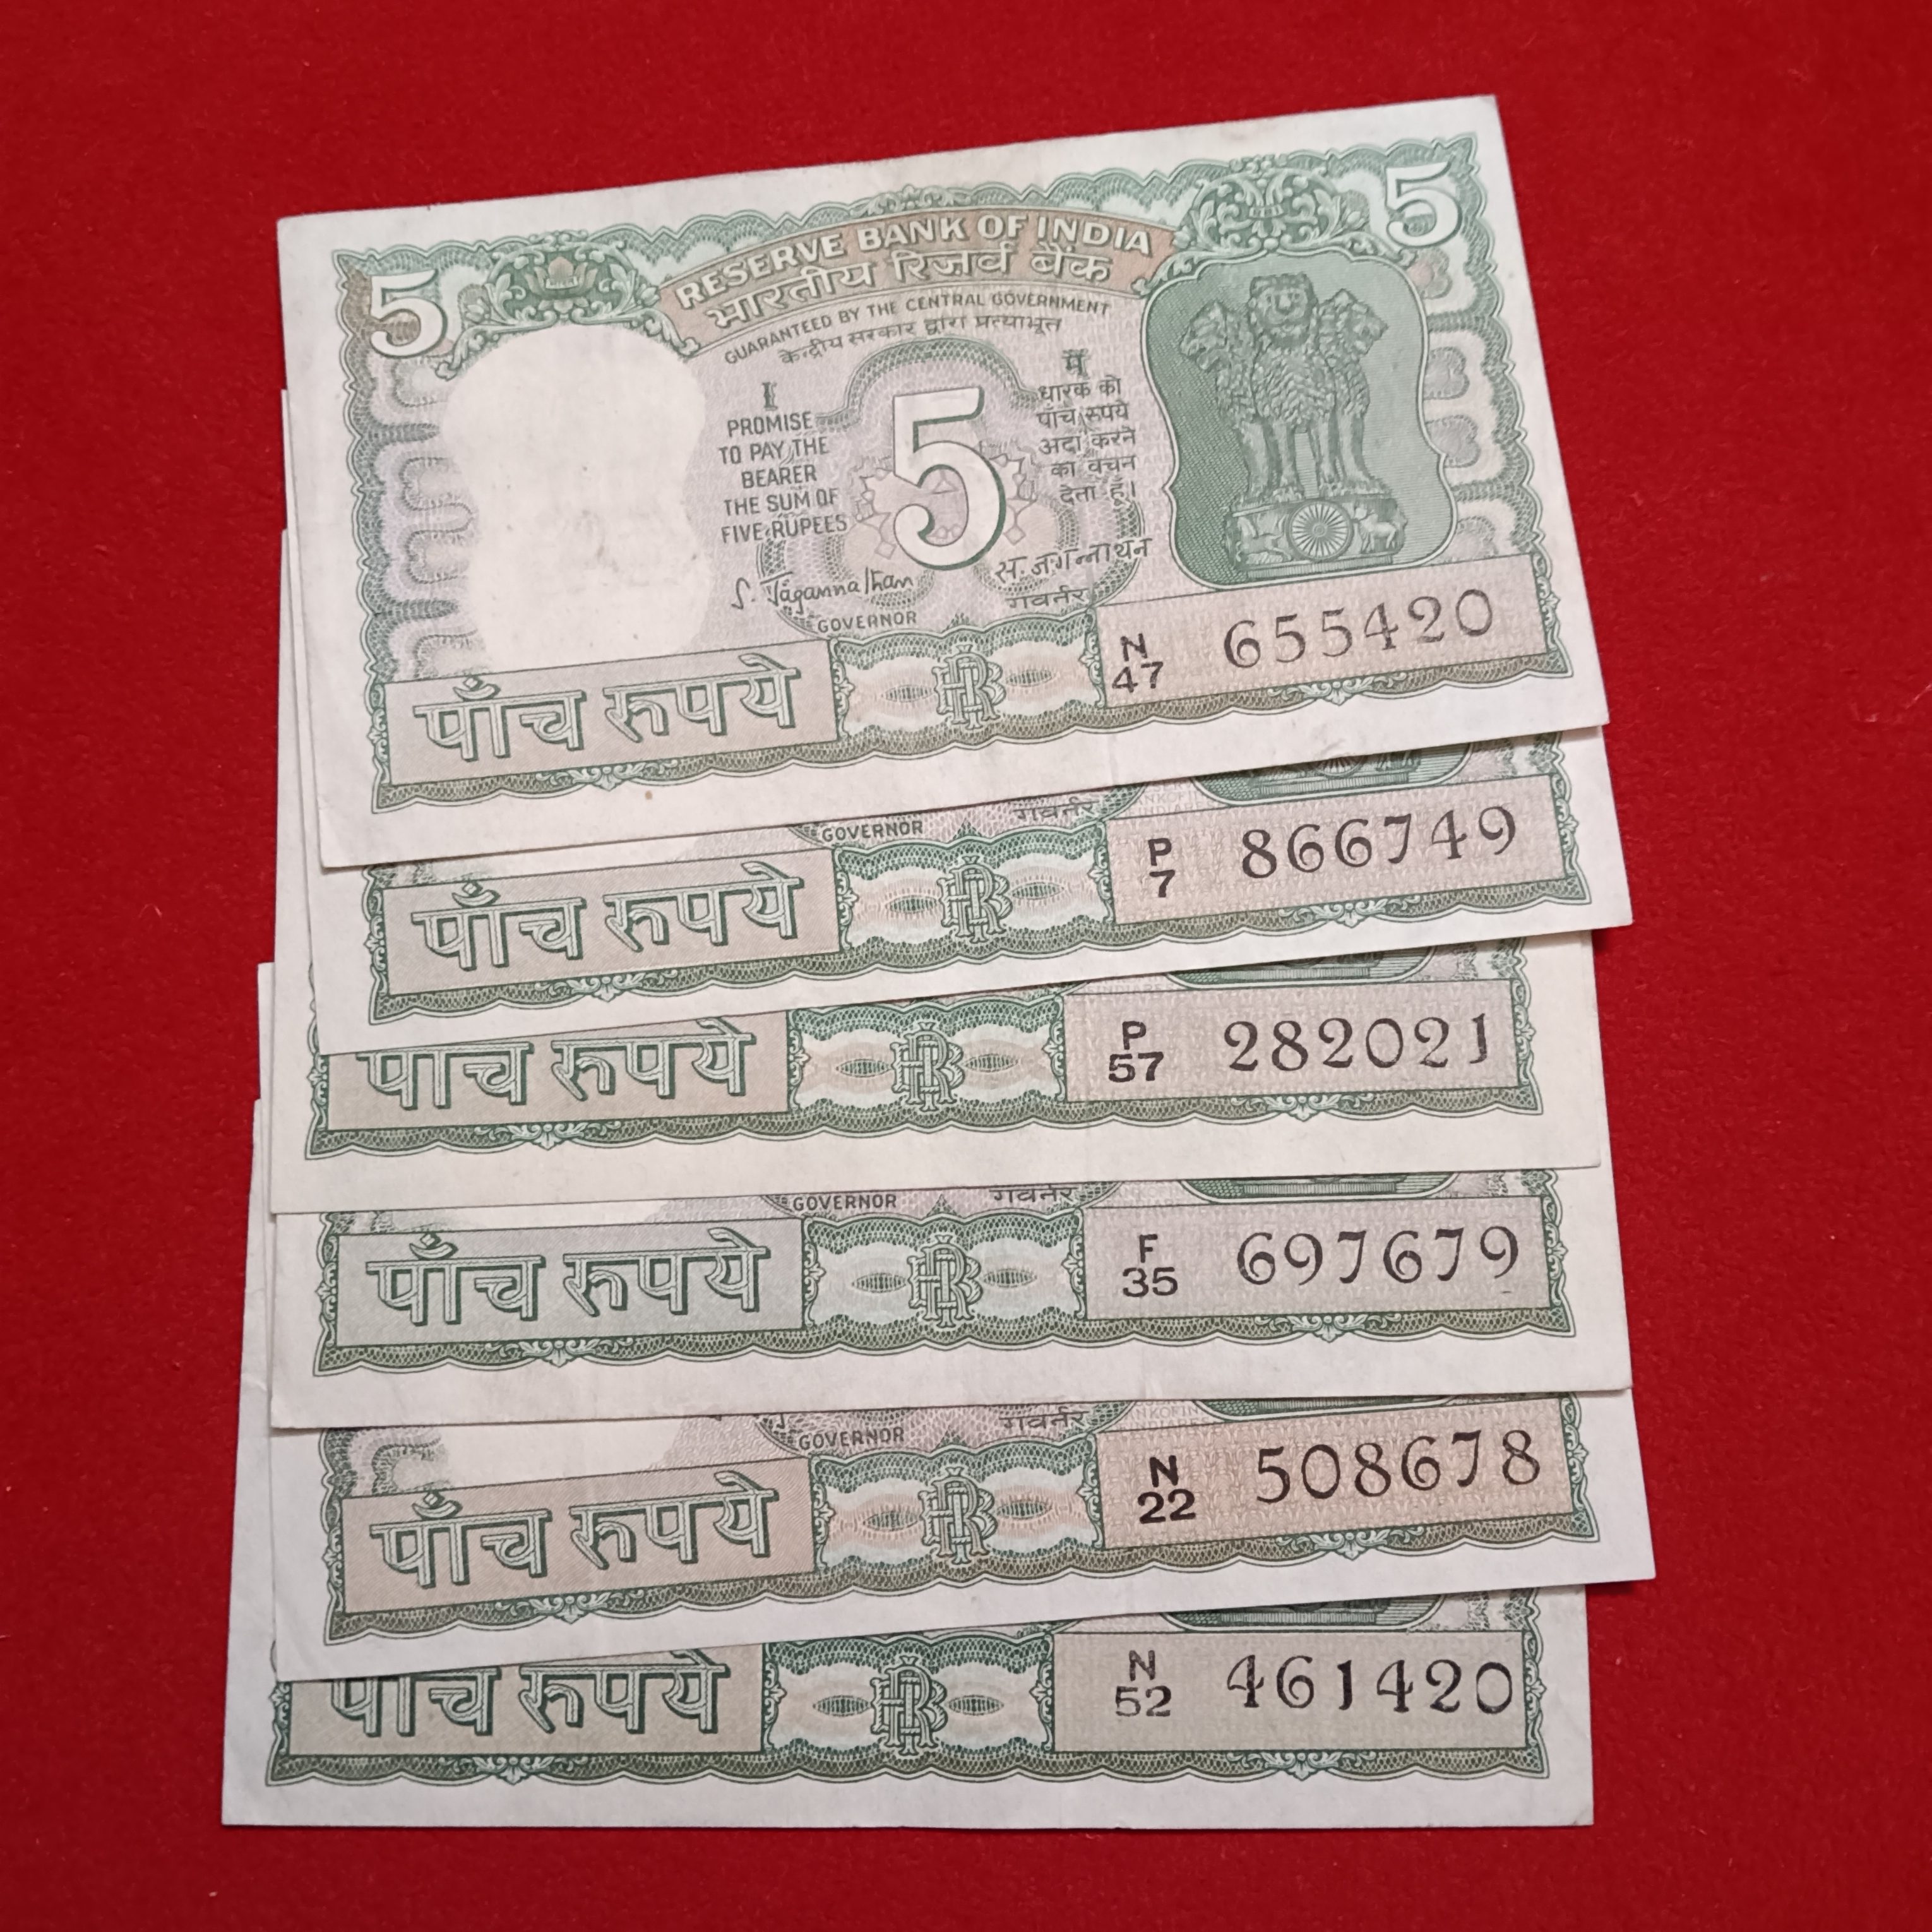 5
5
RESERVE BANK OF INDIA
भारतीय रिजर्व बैंक
GUARANTEED BY THE CENTRAL GOVERNMENT
केन्द्रीय सरकार द्वारा प्रत्याभूत
I
PROMISE
TO PAY THE
BEARER
THE SUM OF
FIVE RUPEES
5
मैं
धारक को
पाँच रुपये
अदा करने
का वचन
देता हूँ।
S. Jagannathan
स. जगन्नाथन
GOVERNOR
गवर्नर
पाँच रुपये
N
47
655420
GOVERNOR
गवर्नर
पाँच रुपये
P
7
866749
पाँच रुपये
P
57
282021
GOVERNOR
गवर्नर
पाँच रुपये
F
35
697679
GOVERNOR
गवर्नर
पाँच रुपये
N
22
508678
पाँच रुपये
N
52
461420